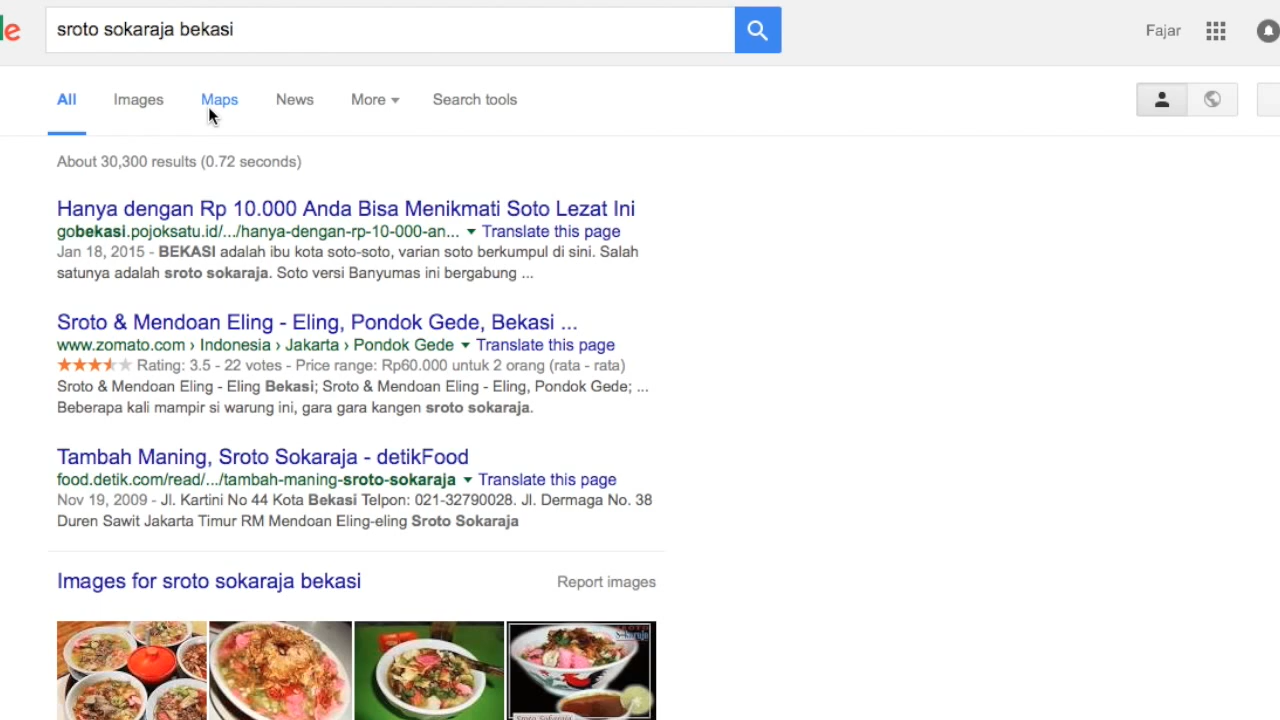 e
sroto sokaraja bekasi
Fajar
All Images Maps News More Search tools
About 30,300 results (0.72 seconds)
Hanya dengan Rp 10.000 Anda Bisa Menikmati Soto Lezat Ini
gobekasi.pojoksatu.id/.../hanya-dengan-rp-10-000-an... Translate this page
Jan 18, 2015 - BEKASI adalah ibu kota soto-soto, varian soto berkumpul di sini. Salah
satunya adalah sroto sokaraja. Soto versi Banyumas ini bergabung ...
Sroto & Mendoan Eling - Eling, Pondok Gede, Bekasi ...
www.zomato.com › Indonesia › Jakarta › Pondok Gede Translate this page
Rating: 3.5 - 22 votes - Price range: Rp60.000 untuk 2 orang (rata - rata)
Sroto & Mendoan Eling - Eling Bekasi; Sroto & Mendoan Eling - Eling, Pondok Gede; ...
Beberapa kali mampir si warung ini, gara gara kangen sroto sokaraja.
Tambah Maning, Sroto Sokaraja - detikFood
food.detik.com/read/.../tambah-maning-sroto-sokaraja Translate this page
Nov 19, 2009 - Jl. Kartini No 44 Kota Bekasi Telpon: 021-32790028. Jl. Dermaga No. 38
Duren Sawit Jakarta Timur RM Mendoan Eling-eling Sroto Sokaraja
Images for sroto sokaraja bekasi
Report images